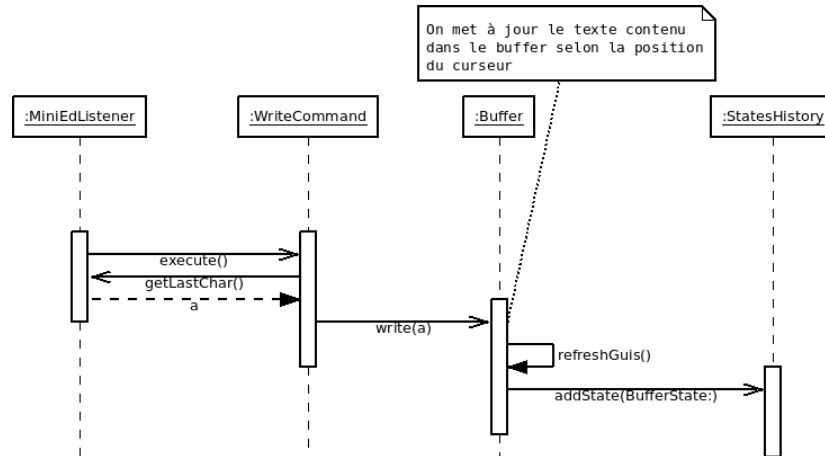 On met à jour le texte contenu
dans le buffer selon la position
du curseur
:MiniEdListener
:WriteCommand
:Buffer
:StatesHistory
execute()
getLastChar()
a
write(a)
refreshGuis()
addState(BufferState:)